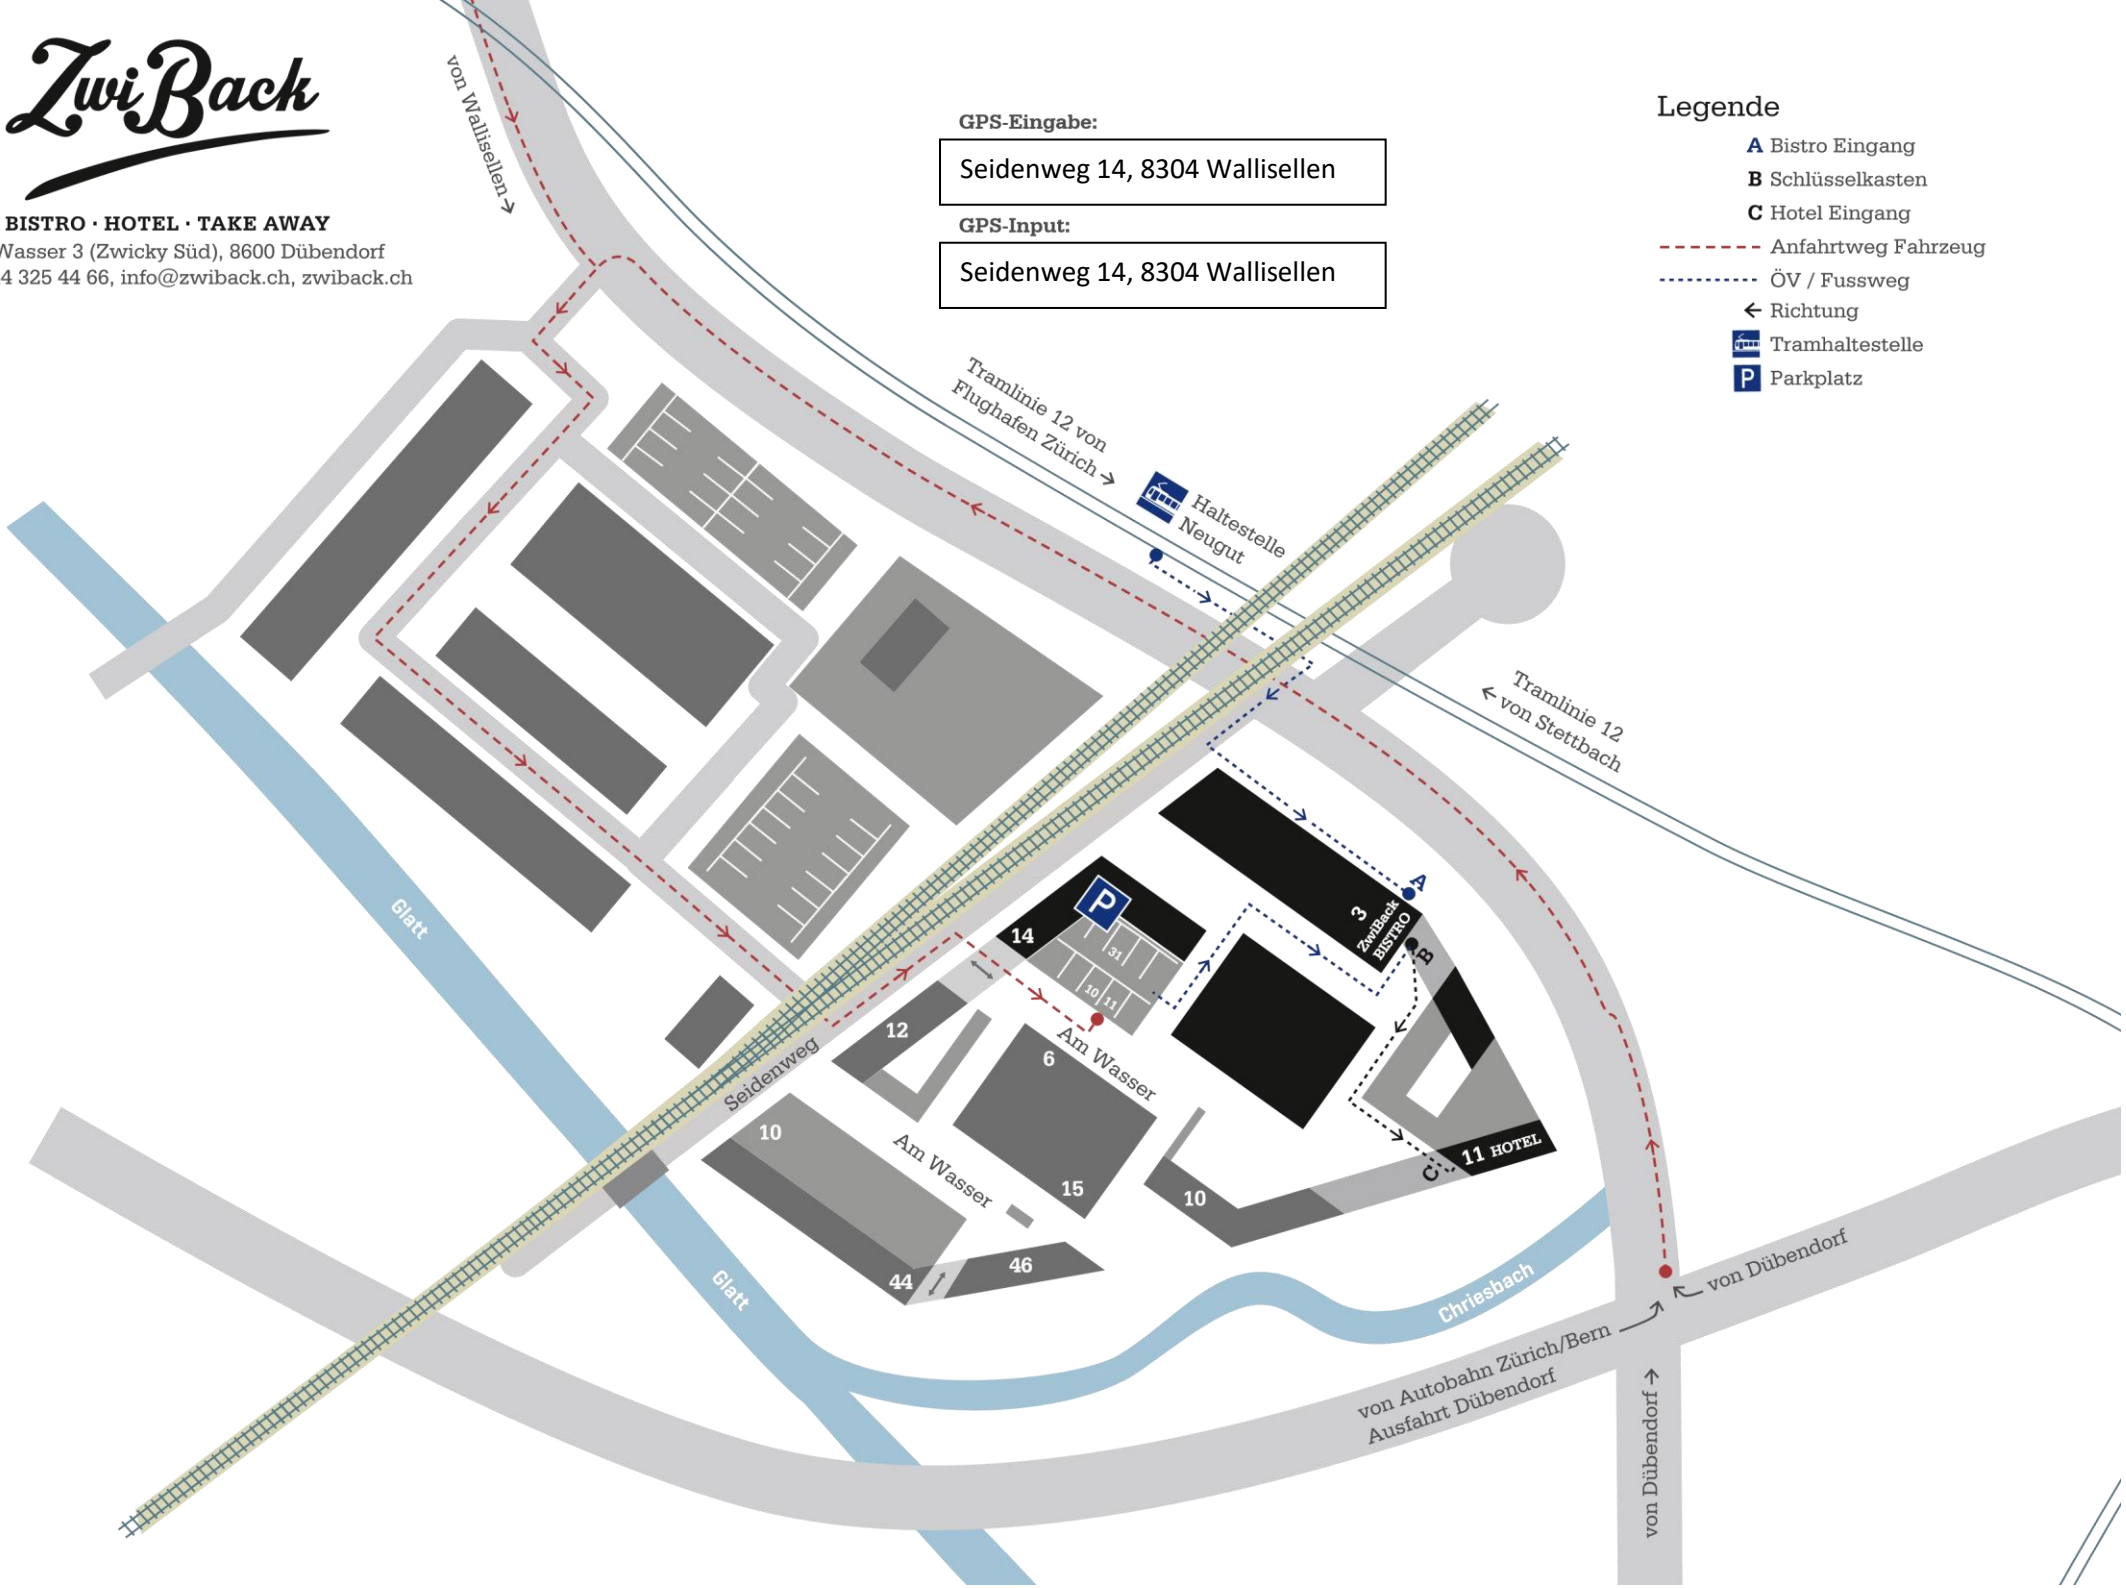 ZwiBack
BISTRO · HOTEL · TAKE AWAY
Wasser 3 (Zwicky Süd), 8600 Dübendorf
4 325 44 66, info@zwiback.ch, zwiback.ch
von Wallisellen →
GPS-Eingabe:
Seidenweg 14, 8304 Wallisellen
GPS-Input:
Seidenweg 14, 8304 Wallisellen
Legende
A Bistro Eingang
B Schlüsselkasten
C Hotel Eingang
Anfahrtweg Fahrzeug
ÖV / Fussweg
← Richtung
Tramhaltestelle
P Parkplatz
Tramlinie 12 von
Flughafen Zürich →
Haltestelle
Neugut
Tramlinie 12
← von Stettbach
Glatt
P
14
31
10 11
A
3
ZwiBack
BISTRO
B
12
Am Wasser
6
Seidenweg
10
Am Wasser
15
10
C
11 HOTEL
44
46
Glatt
Chriesbach
von Dübendorf
von Autobahn Zürich/Bern
Ausfahrt Dübendorf
von Dübendorf →